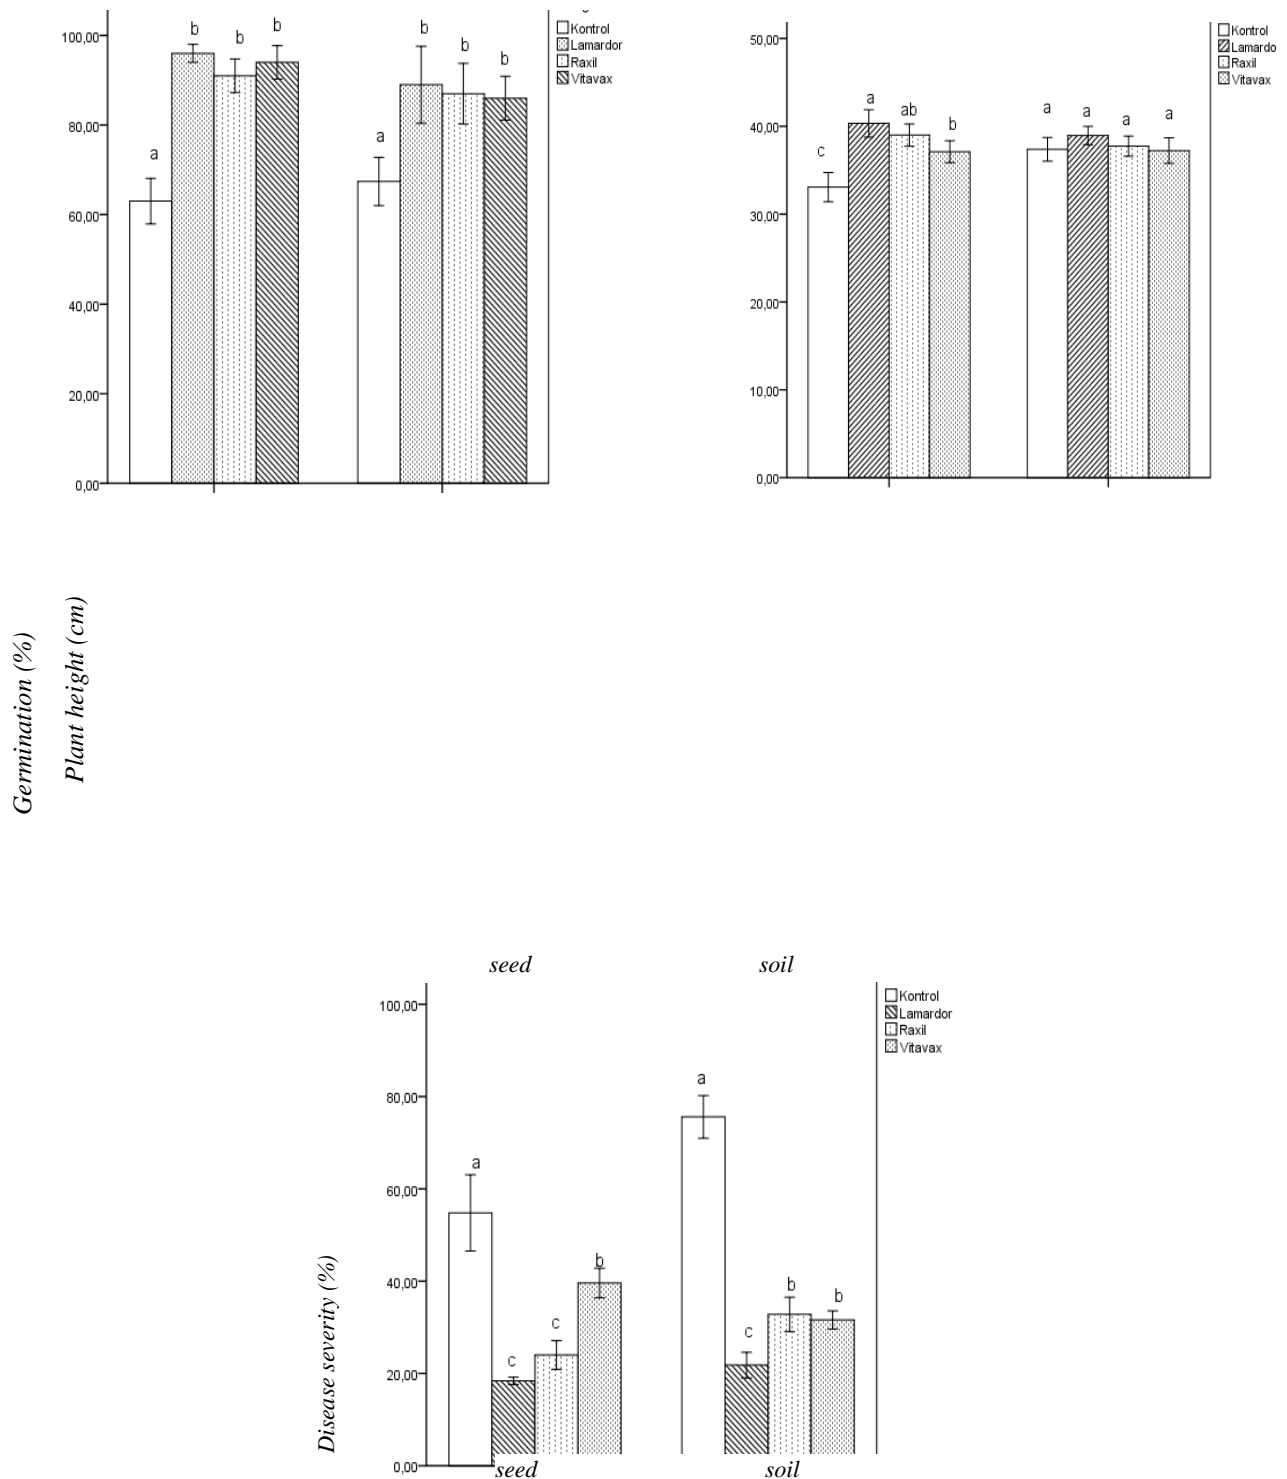 100,00
80,00
60,00
40,00
20,00
0,00
b
b
b
a
b
b
b
a
Kontrol
Lamardor
Raxil
Vitavax
50,00
40,00
30,00
20,00
10,00
0,00
c
a
ab
b
a
a
a
a
Kontrol
Lamardo
Raxil
Vitavax
Germination (%)
Plant height (cm)
seed soil
100,00
80,00
60,00
40,00
20,00
0,00
a
c
c
b
a
c
b
b
Kontrol
Lamardor
Raxil
Vitavax
Disease severity (%)
seed soil